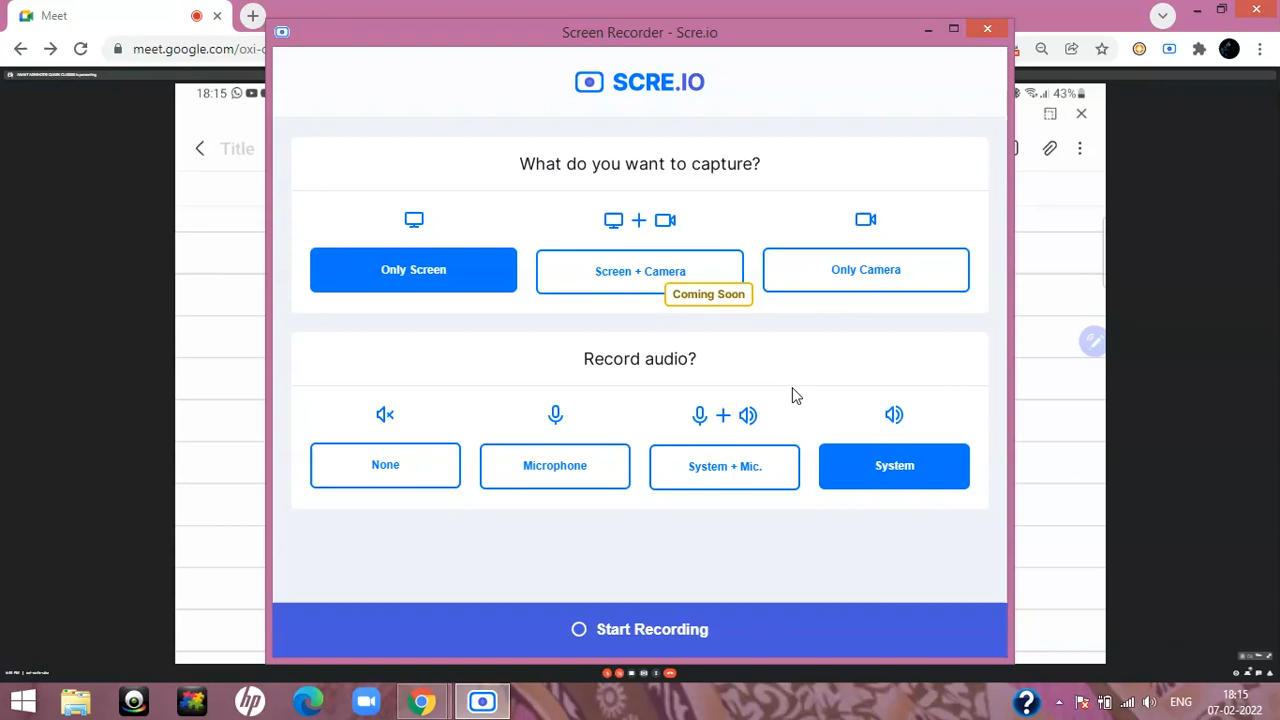 Meet
Screen Recorder - Scre.io
meet.google.com/oxi-c
SCRE.IO
18:15
43%
Title
What do you want to capture?
Only Screen
Screen + Camera
Only Camera
Coming Soon
Record audio?
None
Microphone
System + Mic.
System
Start Recording
hp
?
ENG
18:15
07-02-2022